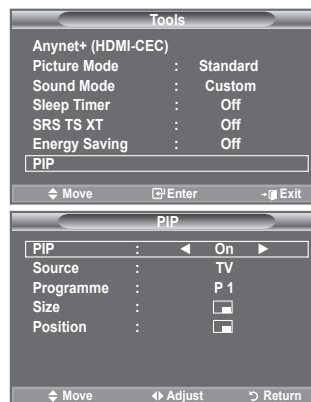 Tools
Anynet+ (HDMI-CEC)
Picture Mode : Standard
Sound Mode : Custom
Sleep Timer : Off
SRS TS XT : Off
Energy Saving : Off
PIP
Move Enter Exit
PIP
PIP : ◄ On ►
Source : TV
Programme : P 1
Size :
Position :
Move Adjust Return